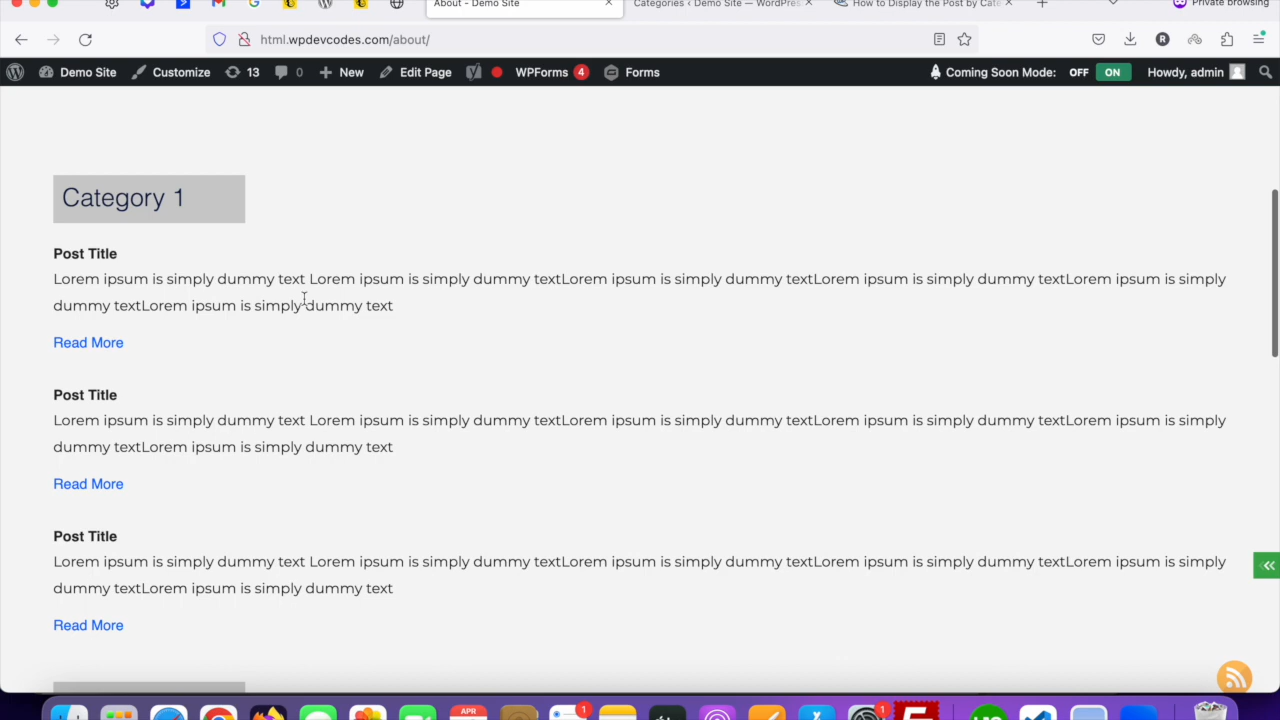 About - Demo Site
Categories ‹ Demo Site — WordPres
How to Display the Post by Cate
Private browsing
html.wpdevcodes.com/about/
R
Demo Site
Customize
13
0
New
Edit Page
WPForms 4
Forms
Coming Soon Mode: OFF ON
Howdy, admin
Category 1
Post Title
Lorem ipsum is simply dummy text Lorem ipsum is simply dummy textLorem ipsum is simply dummy textLorem ipsum is simply dummy textLorem ipsum is simply
dummy textLorem ipsum is simply dummy text
Read More
Post Title
Lorem ipsum is simply dummy text Lorem ipsum is simply dummy textLorem ipsum is simply dummy textLorem ipsum is simply dummy textLorem ipsum is simply
dummy textLorem ipsum is simply dummy text
Read More
Post Title
Lorem ipsum is simply dummy text Lorem ipsum is simply dummy textLorem ipsum is simply dummy textLorem ipsum is simply dummy textLorem ipsum is simply
dummy textLorem ipsum is simply dummy text
Read More
APR
1
1